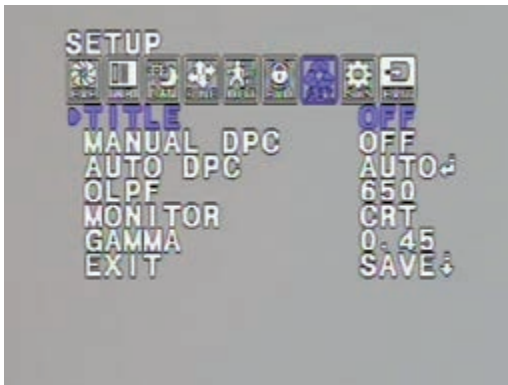 SETUP
TITLE OFF
MANUAL DPC OFF
AUTO DPC AUTO↲
OLPF 650
MONITOR CRT
GAMMA 0.45
EXIT SAVE↲